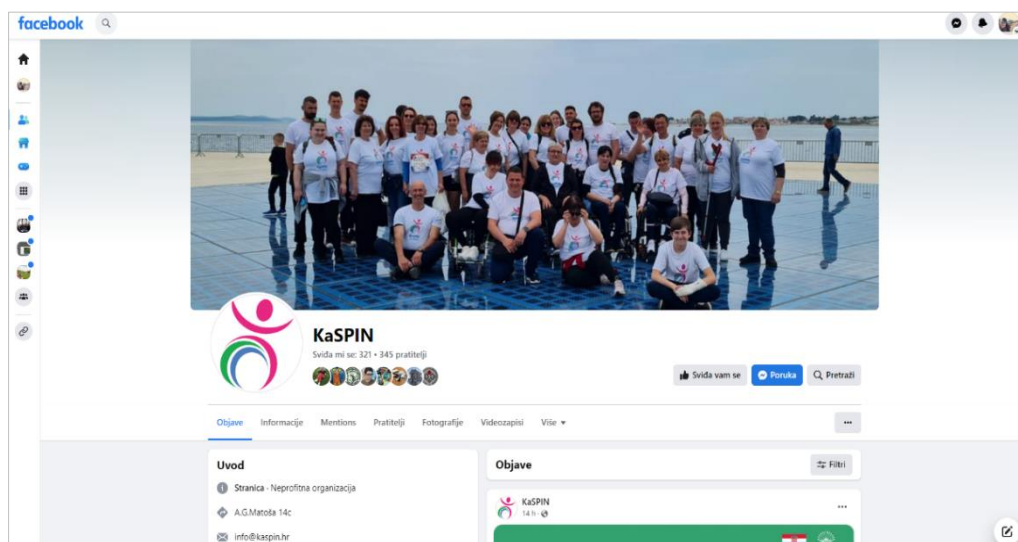 facebook
KaSPIN
Sviđa mi se: 321 • 345 pratitelji
Sviđa vam se
Poruka
Pretraži
Objave
Informacije
Mentions
Pratitelji
Fotografije
Videozapisi
Više
Uvod
Stranica · Neprofitna organizacija
A.G.Matoša 14c
info@kaspin.hr
Objave
Filtri
KaSPIN
14 h